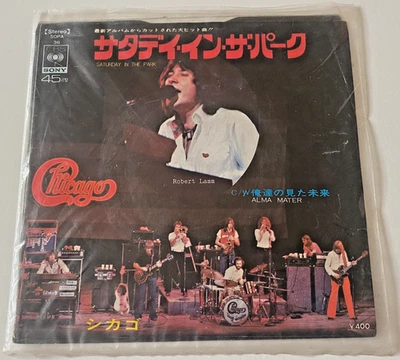 [Stereo]
SOPA
36
SONY
45rpm
最新アルバムからカットされた大ヒット曲!!
サタデイ・イン・ザ・パーク
SATURDAY IN THE PARK
Robert Lamm
Chicago
C/W 俺達の見た未来
ALMA MATER
Chicago
シカゴ
¥400